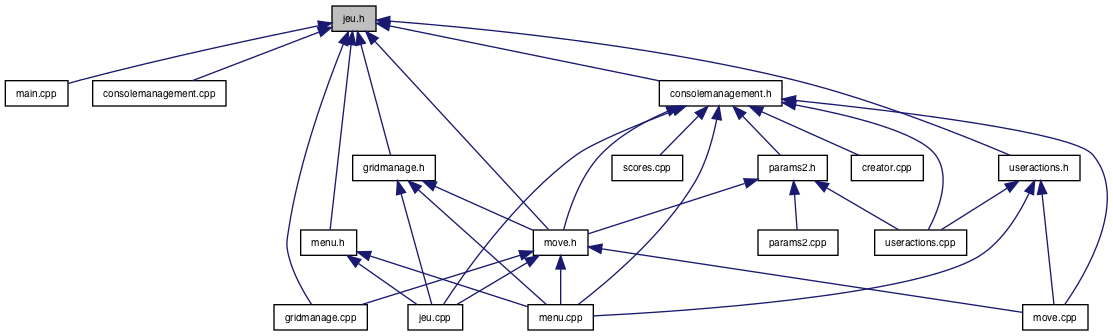 jeu.h
main.cpp
consolemanagement.cpp
consolemanagement.h
gridmanage.h
scores.cpp
params2.h
creator.cpp
useractions.h
menu.h
move.h
params2.cpp
useractions.cpp
gridmanage.cpp
jeu.cpp
menu.cpp
move.cpp